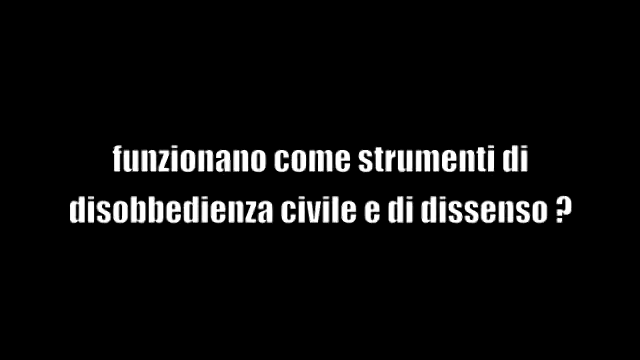 funzionano come strumenti di
disobbedienza civile e di dissenso ?